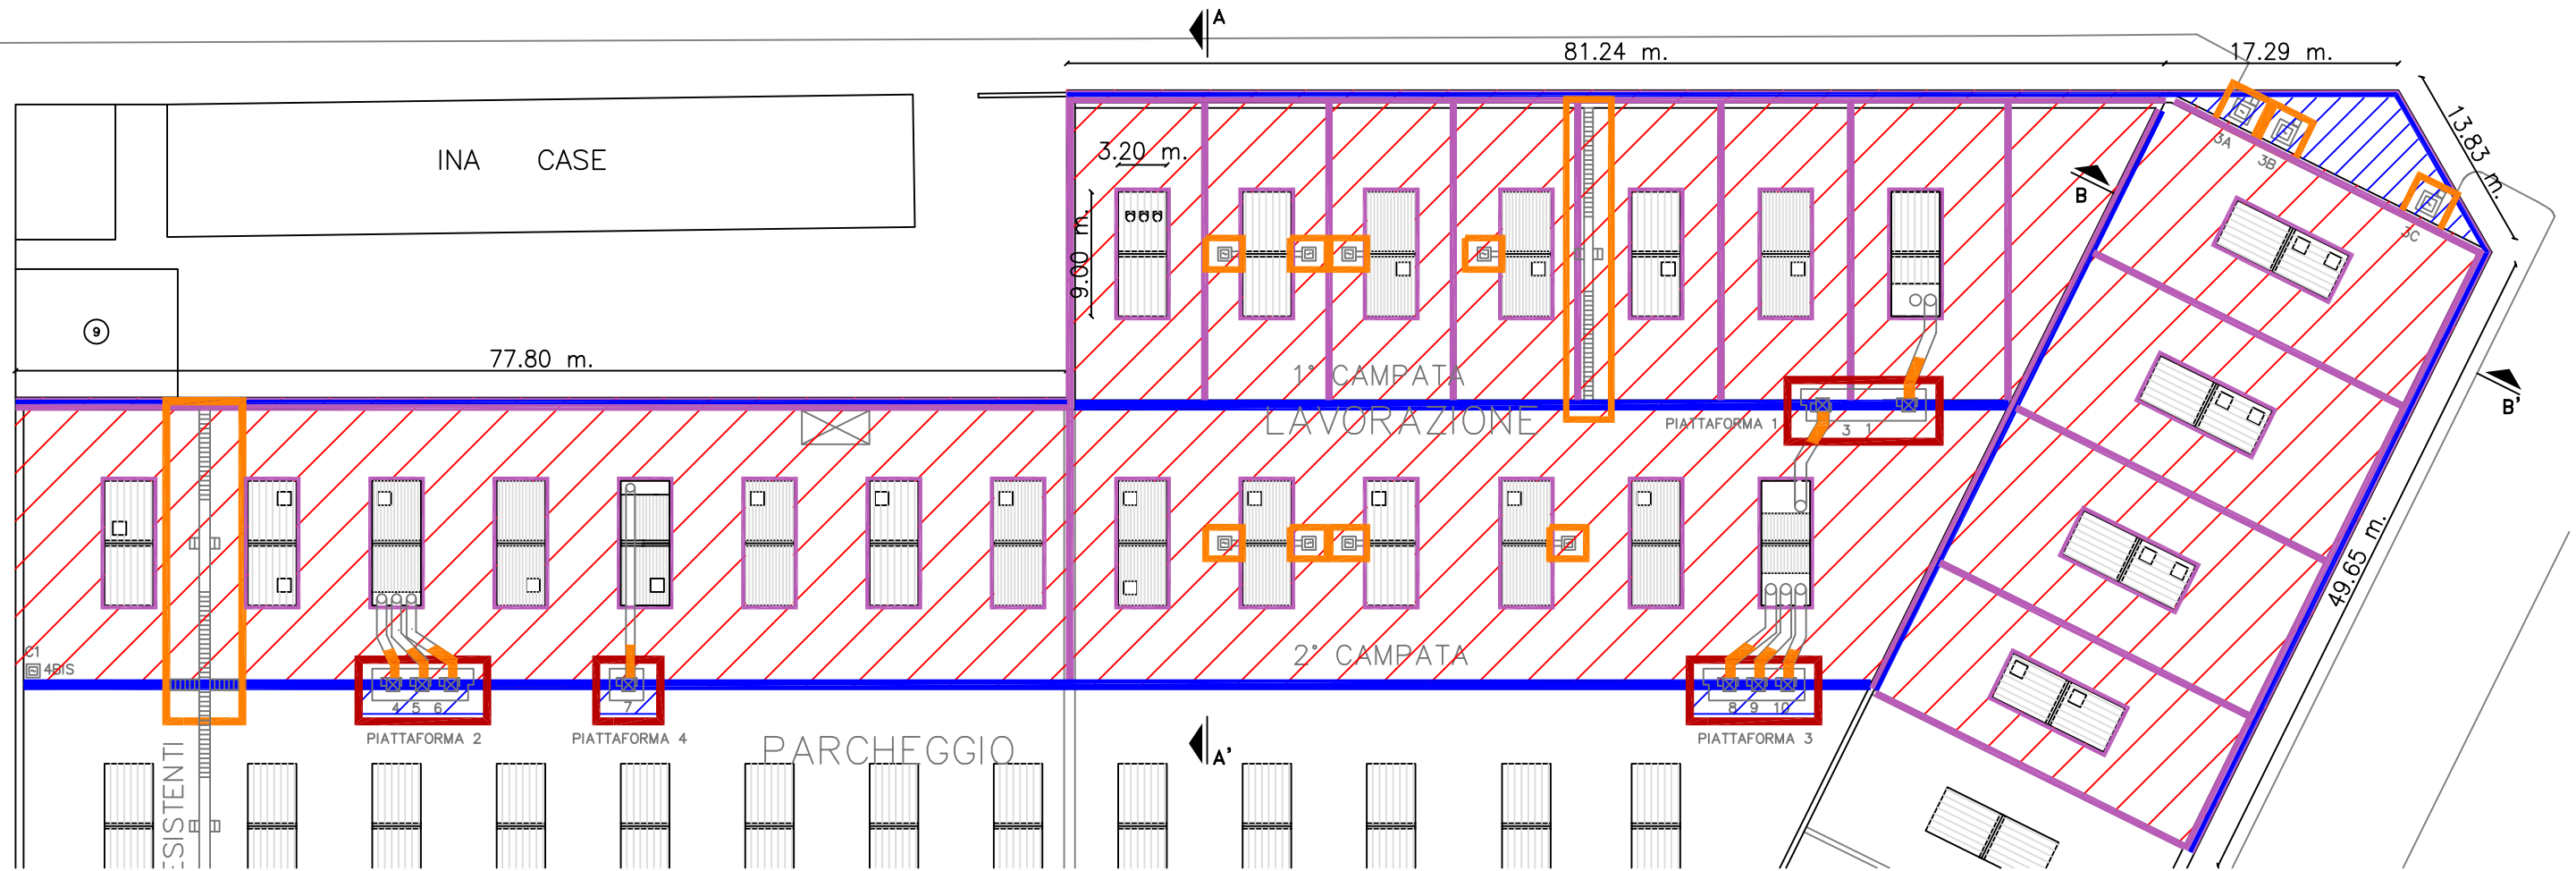 A
81.24 m.
17.29 m.
13.83 m.
INA CASE
3.20 m.
9.00 m.
3A
3B
3C
B
B'
9
77.80 m.
1° CAMPATA
LAVORAZIONE
PIATTAFORMA 1
3 1
49.65 m.
C1
4BIS
2° CAMPATA
4 5 6
7
8 9 10
PIATTAFORMA 2
PIATTAFORMA 4
PIATTAFORMA 3
PARCHEGGIO
A'
ESISTENTI